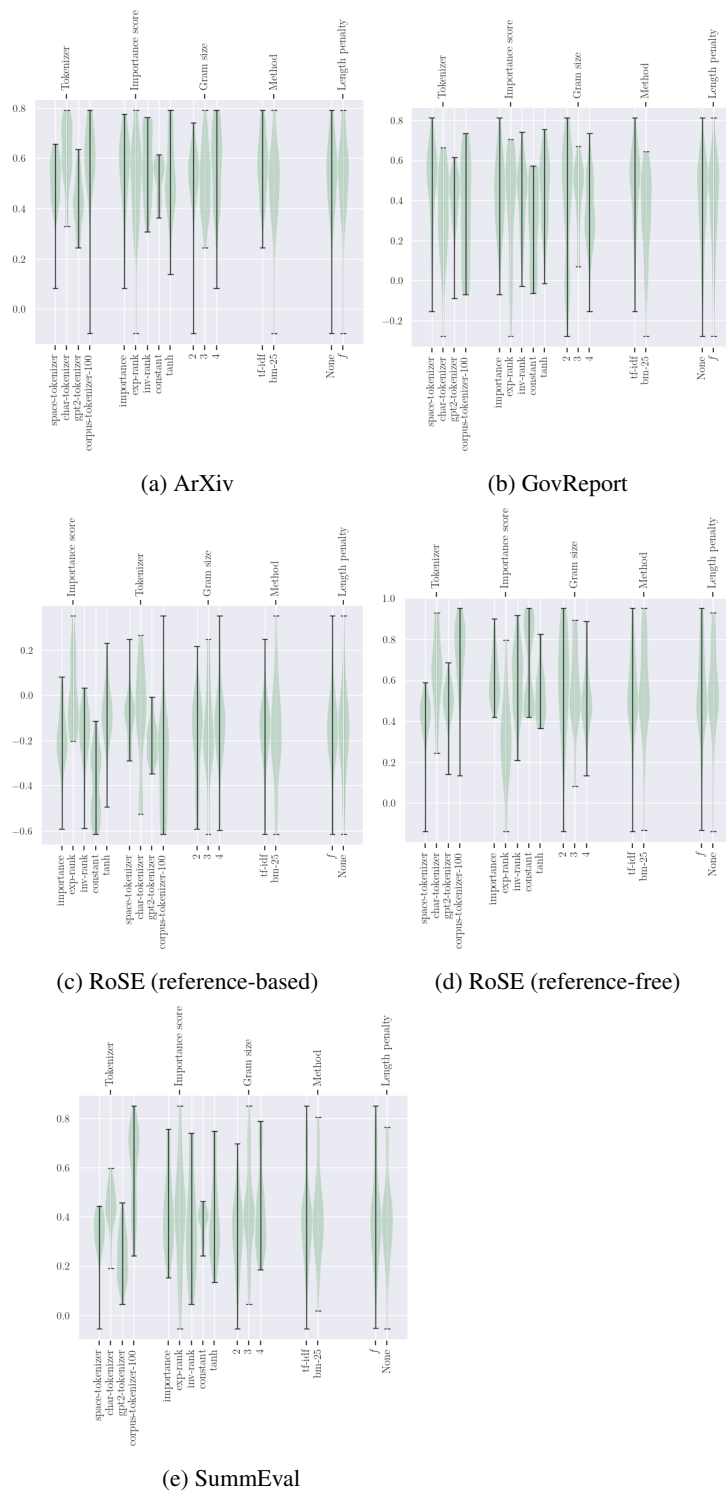 Tokenizer
Importance score
Gram size
Method
Length penalty
0.8
0.6
0.4
0.2
0.0
space-tokenizer
char-tokenizer
gpt2-tokenizer
corpus-tokenizer-100
importance
exp-rank
inv-rank
constant
tanh
2
3
4
tf-idf
bm-25
None
f
(a) ArXiv
Tokenizer
Importance score
Gram size
Method
Length penalty
0.8
0.6
0.4
0.2
0.0
−0.2
space-tokenizer
char-tokenizer
gpt2-tokenizer
corpus-tokenizer-100
importance
exp-rank
inv-rank
constant
tanh
2
3
4
tf-idf
bm-25
None
f
(b) GovReport
Importance score
Tokenizer
Gram size
Method
Length penalty
0.2
0.0
−0.2
−0.4
−0.6
importance
exp-rank
inv-rank
constant
tanh
space-tokenizer
char-tokenizer
gpt2-tokenizer
corpus-tokenizer-100
2
3
4
tf-idf
bm-25
f
None
(c) RoSE (reference-based)
Tokenizer
Importance score
Gram size
Method
Length penalty
1.0
0.8
0.6
0.4
0.2
0.0
space-tokenizer
char-tokenizer
gpt2-tokenizer
corpus-tokenizer-100
importance
exp-rank
inv-rank
constant
tanh
2
3
4
tf-idf
bm-25
f
None
(d) RoSE (reference-free)
Tokenizer
Importance score
Gram size
Method
Length penalty
0.8
0.6
0.4
0.2
0.0
space-tokenizer
char-tokenizer
gpt2-tokenizer
corpus-tokenizer-100
importance
exp-rank
inv-rank
constant
tanh
2
3
4
tf-idf
bm-25
f
None
(e) SummEval